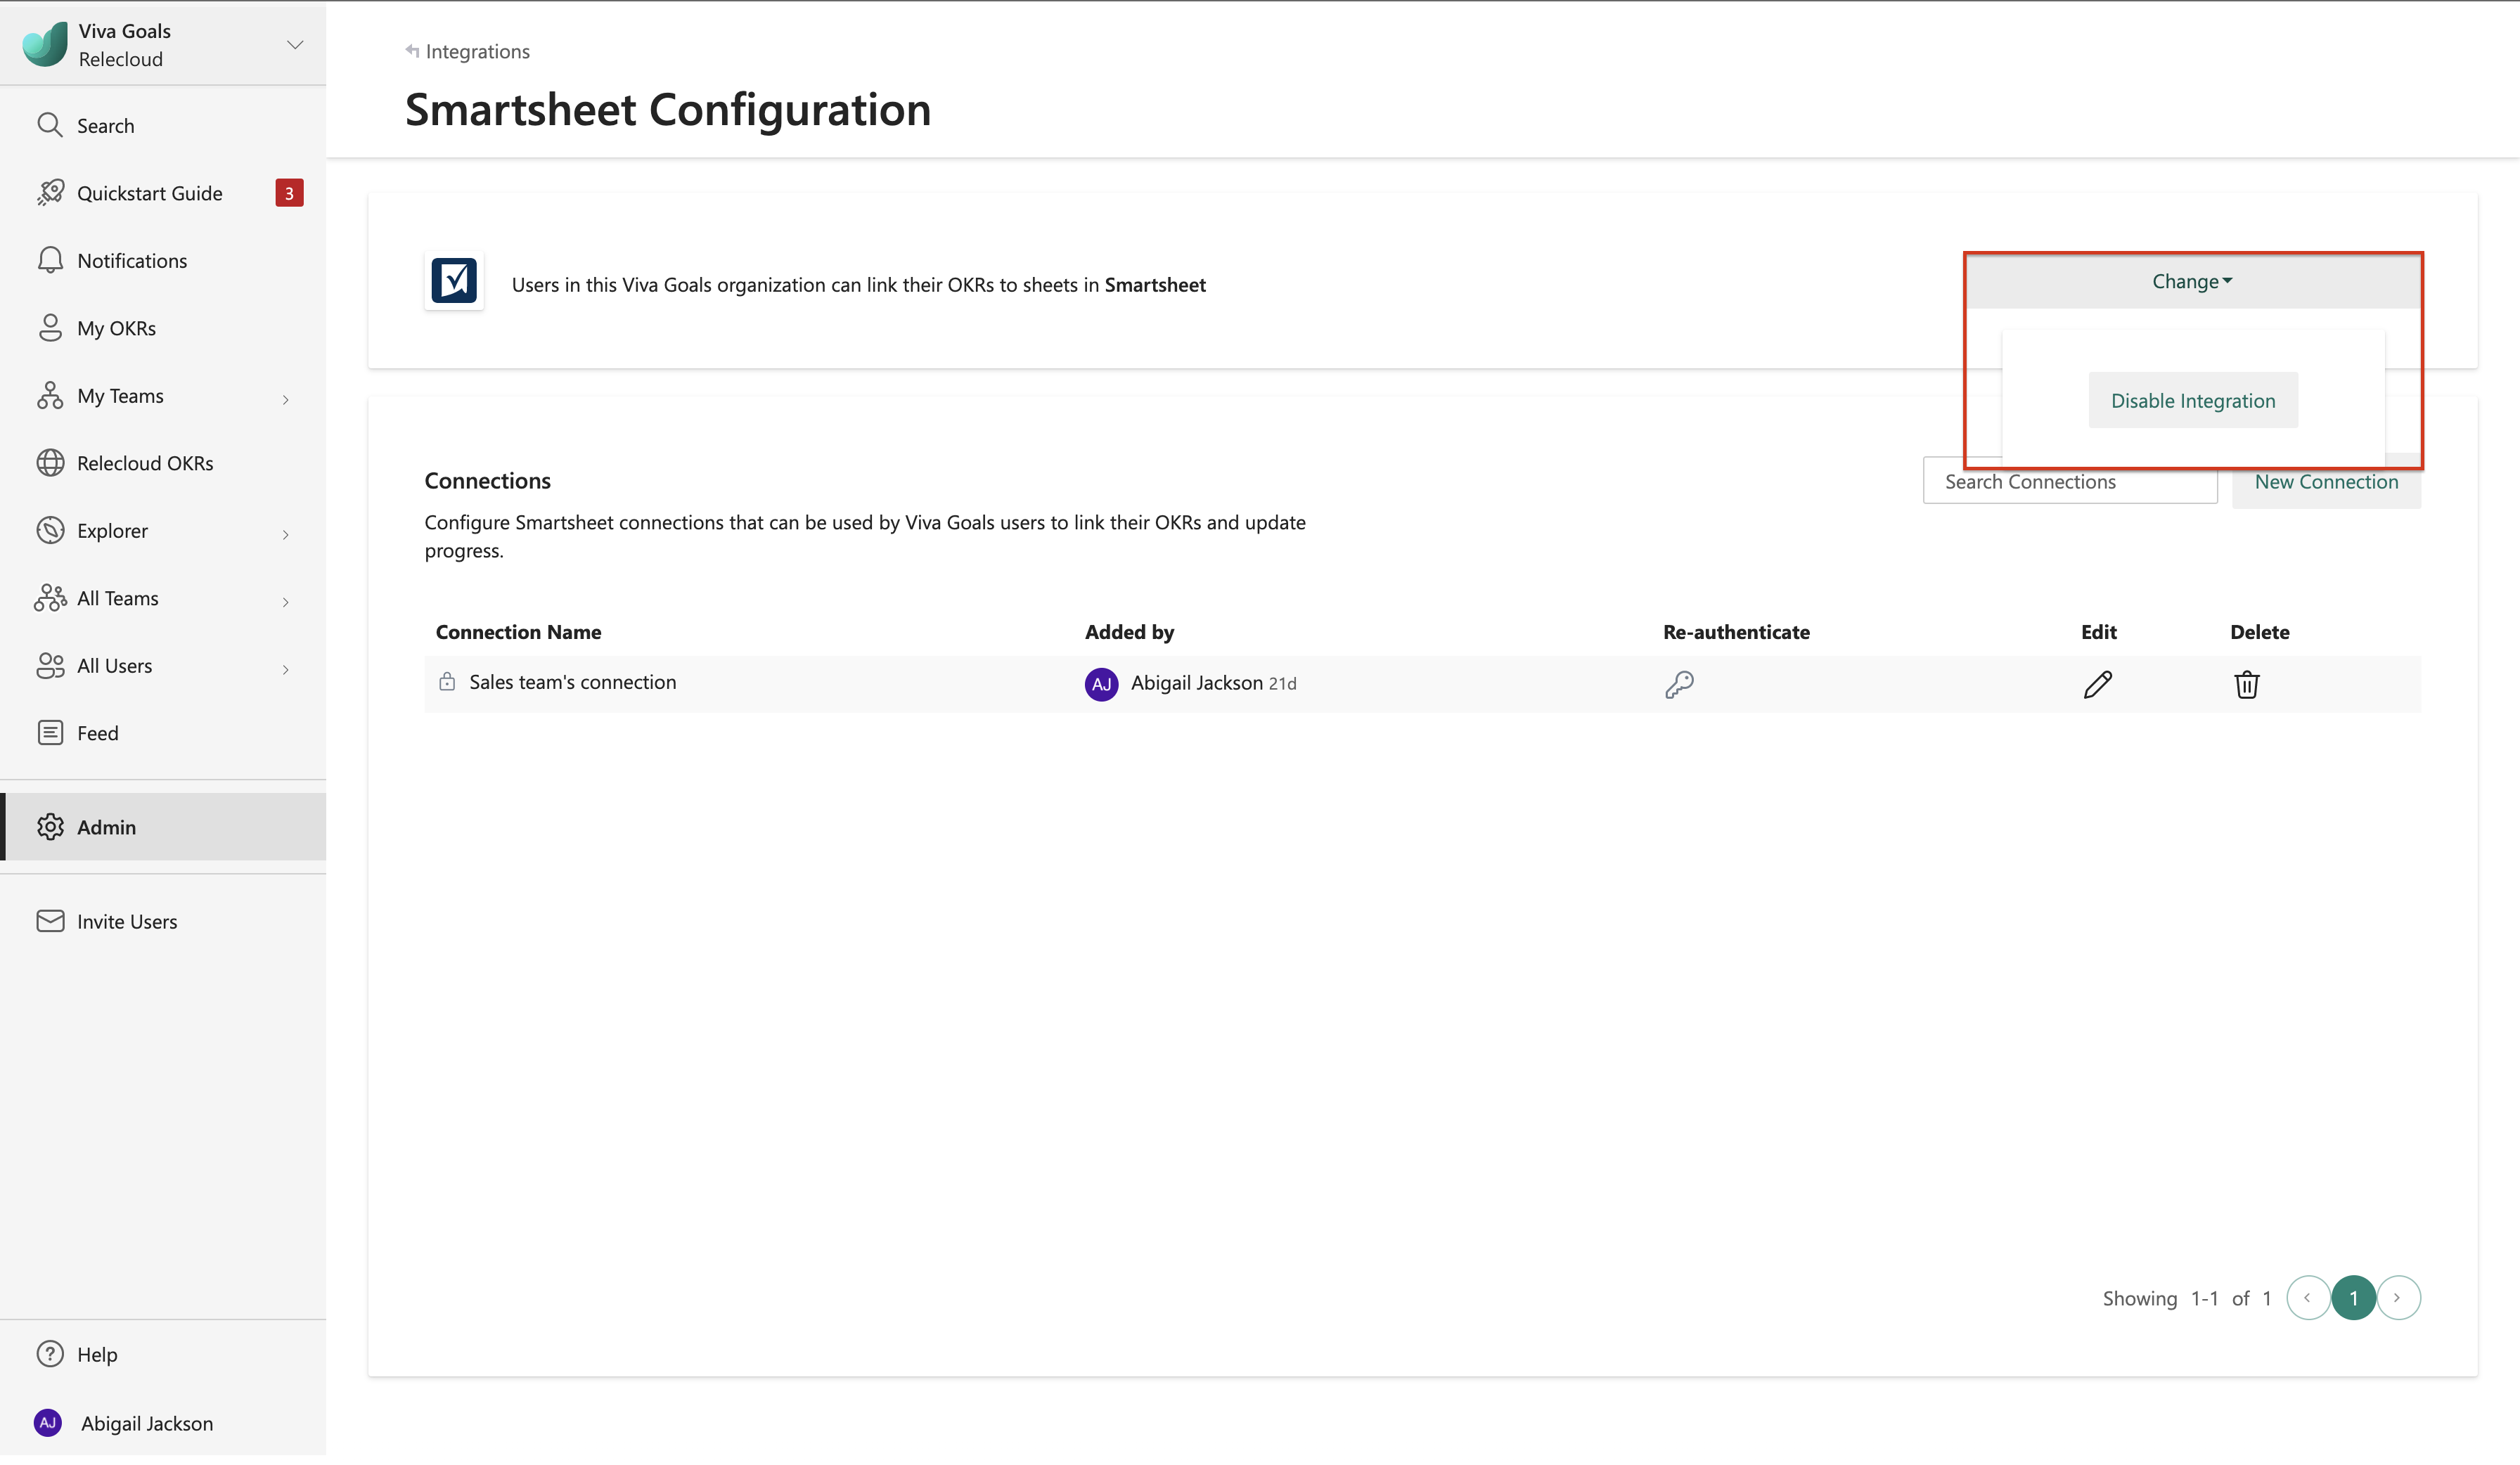 Viva Goals
Relecloud
Search
Quickstart Guide 3
Notifications
My OKRs
My Teams
Relecloud OKRs
Explorer
All Teams
All Users
Feed
Admin
Invite Users
Help
AJ Abigail Jackson
Integrations
Smartsheet Configuration
Users in this Viva Goals organization can link their OKRs to sheets in Smartsheet
Change
Disable Integration
Connections
Search Connections
New Connection
Configure Smartsheet connections that can be used by Viva Goals users to link their OKRs and update
progress.
Connection Name Added by Re-authenticate Edit Delete
Sales team's connection AJ Abigail Jackson 21d
Showing 1-1 of 1 1